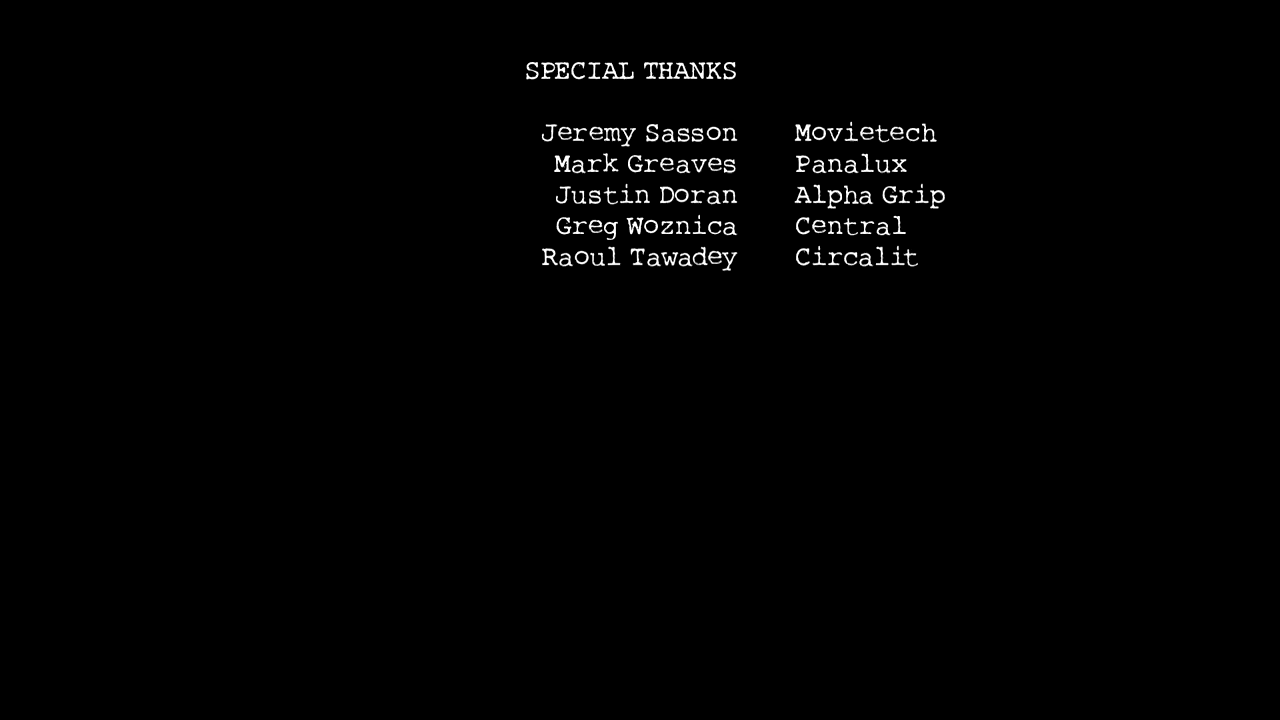 SPECIAL THANKS
Jeremy Sasson Movietech
Mark Greaves Panalux
Justin Doran Alpha Grip
Greg Woznica Central
Raoul Tawadey Circalit